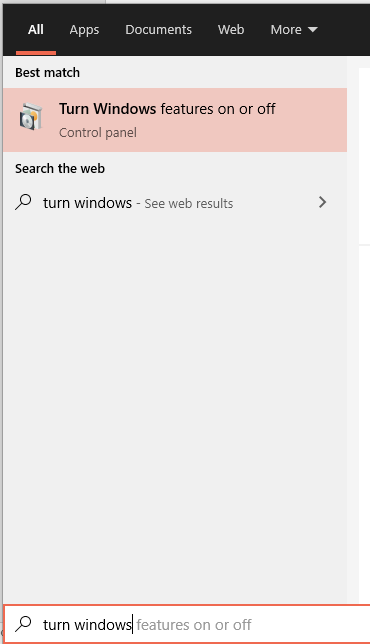 All Apps Documents Web More
Best match
Turn Windows features on or off
Control panel
Search the web
turn windows - See web results
turn windows features on or off